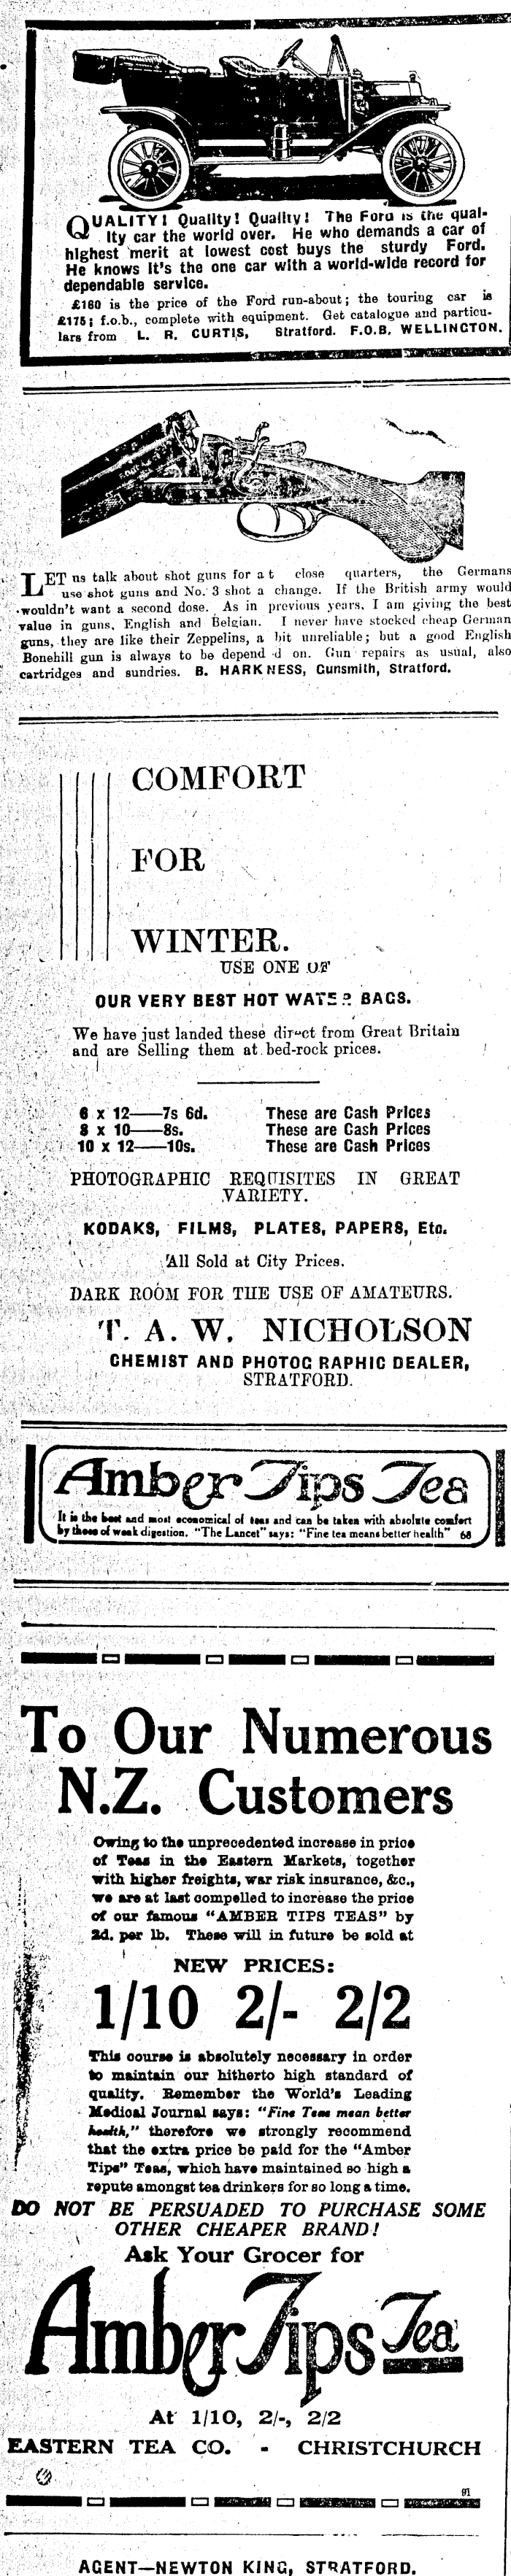 QUALITY! Quality! Quality! The Ford is the qual-
ity car the world over. He who demands a car of
highest merit at lowest cost buys the sturdy Ford.
He knows it's the one car with a world-wide record for
dependable service.
£160 is the price of the Ford run-about; the touring car is
£175; f.o.b., complete with equipment. Get catalogue and particu-
lars from L. R. CURTIS, Stratford. F.O.B. WELLINGTON.
LET us talk about shot guns for at close quarters, the Germans
use shot guns and No. 3 shot a change. If the British army would
wouldn't want a second dose. As in previous years, I am giving the best
value in guns, English and Belgian. I never have stocked cheap German
guns, they are like their Zeppelins, a bit unreliable; but a good English
Bonehill gun is always to be depend d on. Gun repairs as usual, also
cartridges and sundries. B. HARKNESS, Gunsmith, Stratford.
COMFORT
FOR
WINTER.
USE ONE OF
OUR VERY BEST HOT WATER BAGS.
We have just landed these direct from Great Britain
and are Selling them at bed-rock prices.
6 x 12——7s 6d. These are Cash Prices
8 x 10——8s. These are Cash Prices
10 x 12——10s. These are Cash Prices
PHOTOGRAPHIC REQUISITES IN GREAT
VARIETY.
KODAKS, FILMS, PLATES, PAPERS, Etc.
All Sold at City Prices.
DARK ROOM FOR THE USE OF AMATEURS.
T. A. W. NICHOLSON
CHEMIST AND PHOTOG RAPHIC DEALER,
STRATFORD.
Amber Tips Tea
It is the best and most economical of teas and can be taken with absolute comfort
by those of weak digestion. "The Lancet" says: "Fine tea means better health" 68
To Our Numerous
N.Z. Customers
Owing to the unprecedented increase in price
of Teas in the Eastern Markets, together
with higher freights, war risk insurance, &c.,
we are at last compelled to increase the price
of our famous "AMBER TIPS TEAS" by
2d. per lb. These will in future be sold at
NEW PRICES:
1/10 2/- 2/2
This course is absolutely necessary in order
to maintain our hitherto high standard of
quality. Remember the World's Leading
Medical Journal says: "Fine Teas mean better
health," therefore we strongly recommend
that the extra price be paid for the "Amber
Tips" Teas, which have maintained so high a
repute amongst tea drinkers for so long a time.
DO NOT BE PERSUADED TO PURCHASE SOME
OTHER CHEAPER BRAND!
Ask Your Grocer for
Amber Tips Tea
At 1/10, 2/-, 2/2
EASTERN TEA CO. - CHRISTCHURCH
91
AGENT—NEWTON KING, STRATFORD.